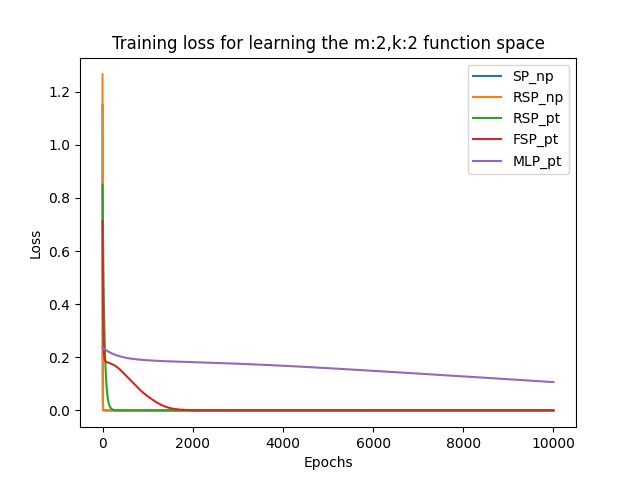 Training loss for learning the m:2,k:2 function space
SP_np
RSP_np
RSP_pt
FSP_pt
MLP_pt
Loss
1.2
1.0
0.8
0.6
0.4
0.2
0.0
0 2000 4000 6000 8000 10000
Epochs